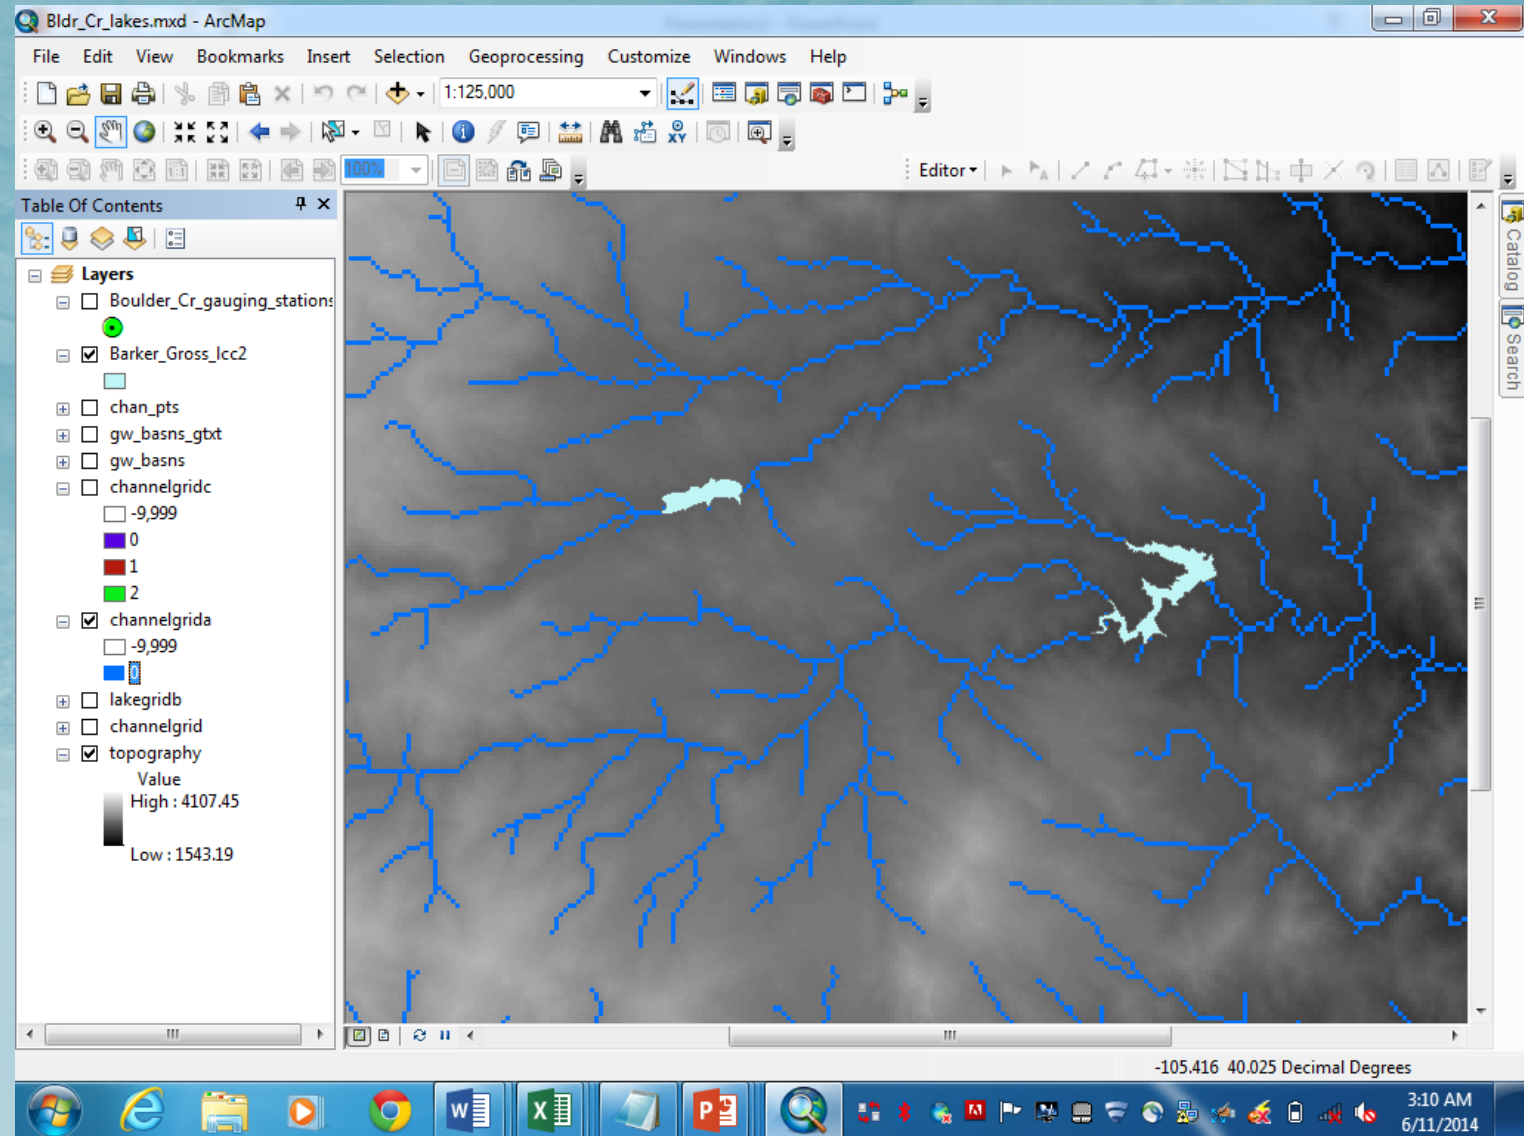 Bldr_Cr_lakes.mxd - ArcMap
File Edit View Bookmarks Insert Selection Geoprocessing Customize Windows Help
1:125,000
XY
100%
Editor
Table Of Contents
Layers
Boulder_Cr_gauging_stations
Barker_Gross_lcc2
chan_pts
gw_basns_gtxt
gw_basns
channelgridc
-9,999
0
1
2
channelgrida
-9,999
0
lakegridb
channelgrid
topography
Value
High : 4107.45
Low : 1543.19
Catalog
Search
-105.416 40.025 Decimal Degrees
3:10 AM
6/11/2014